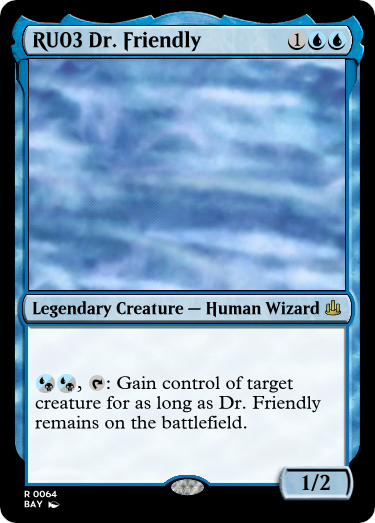 RU03 Dr. Friendly 1
Legendary Creature — Human Wizard
, : Gain control of target
creature for as long as Dr. Friendly
remains on the battlefield.
1/2
R 0064
BAY